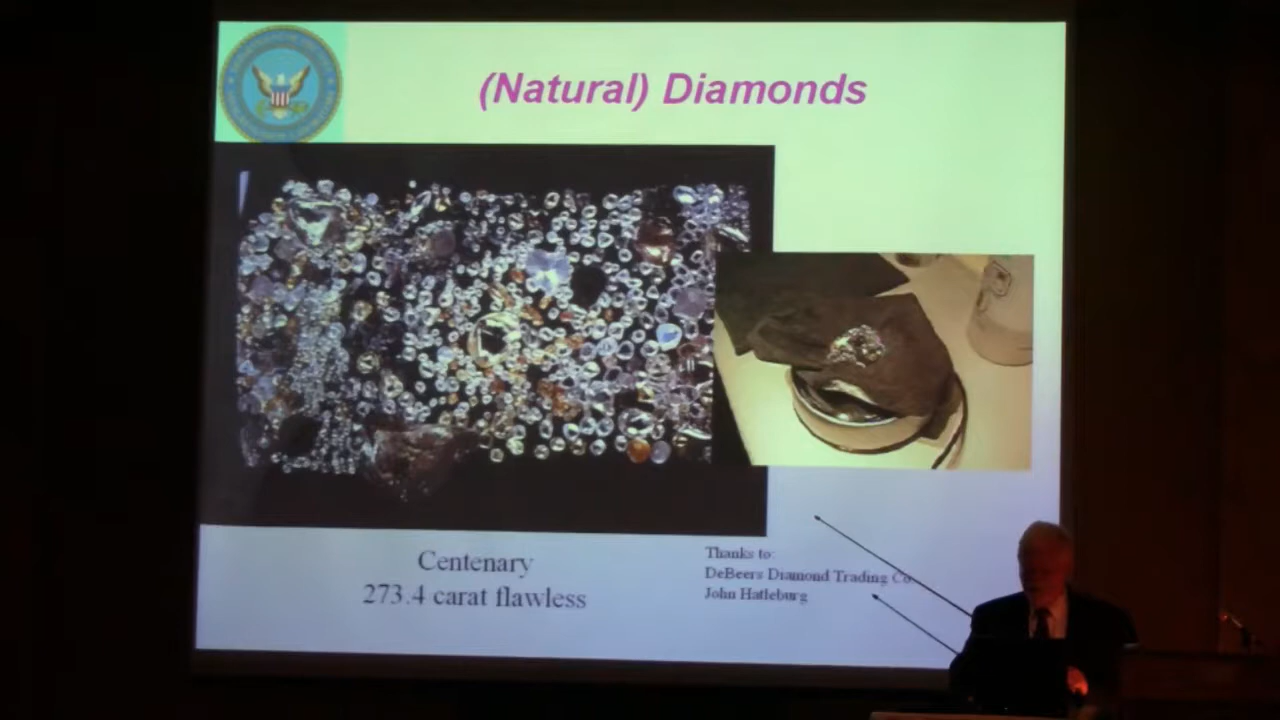 (Natural) Diamonds
Centenary
273.4 carat flawless
Thanks to:
DeBeers Diamond Trading Co
John Hatleburg